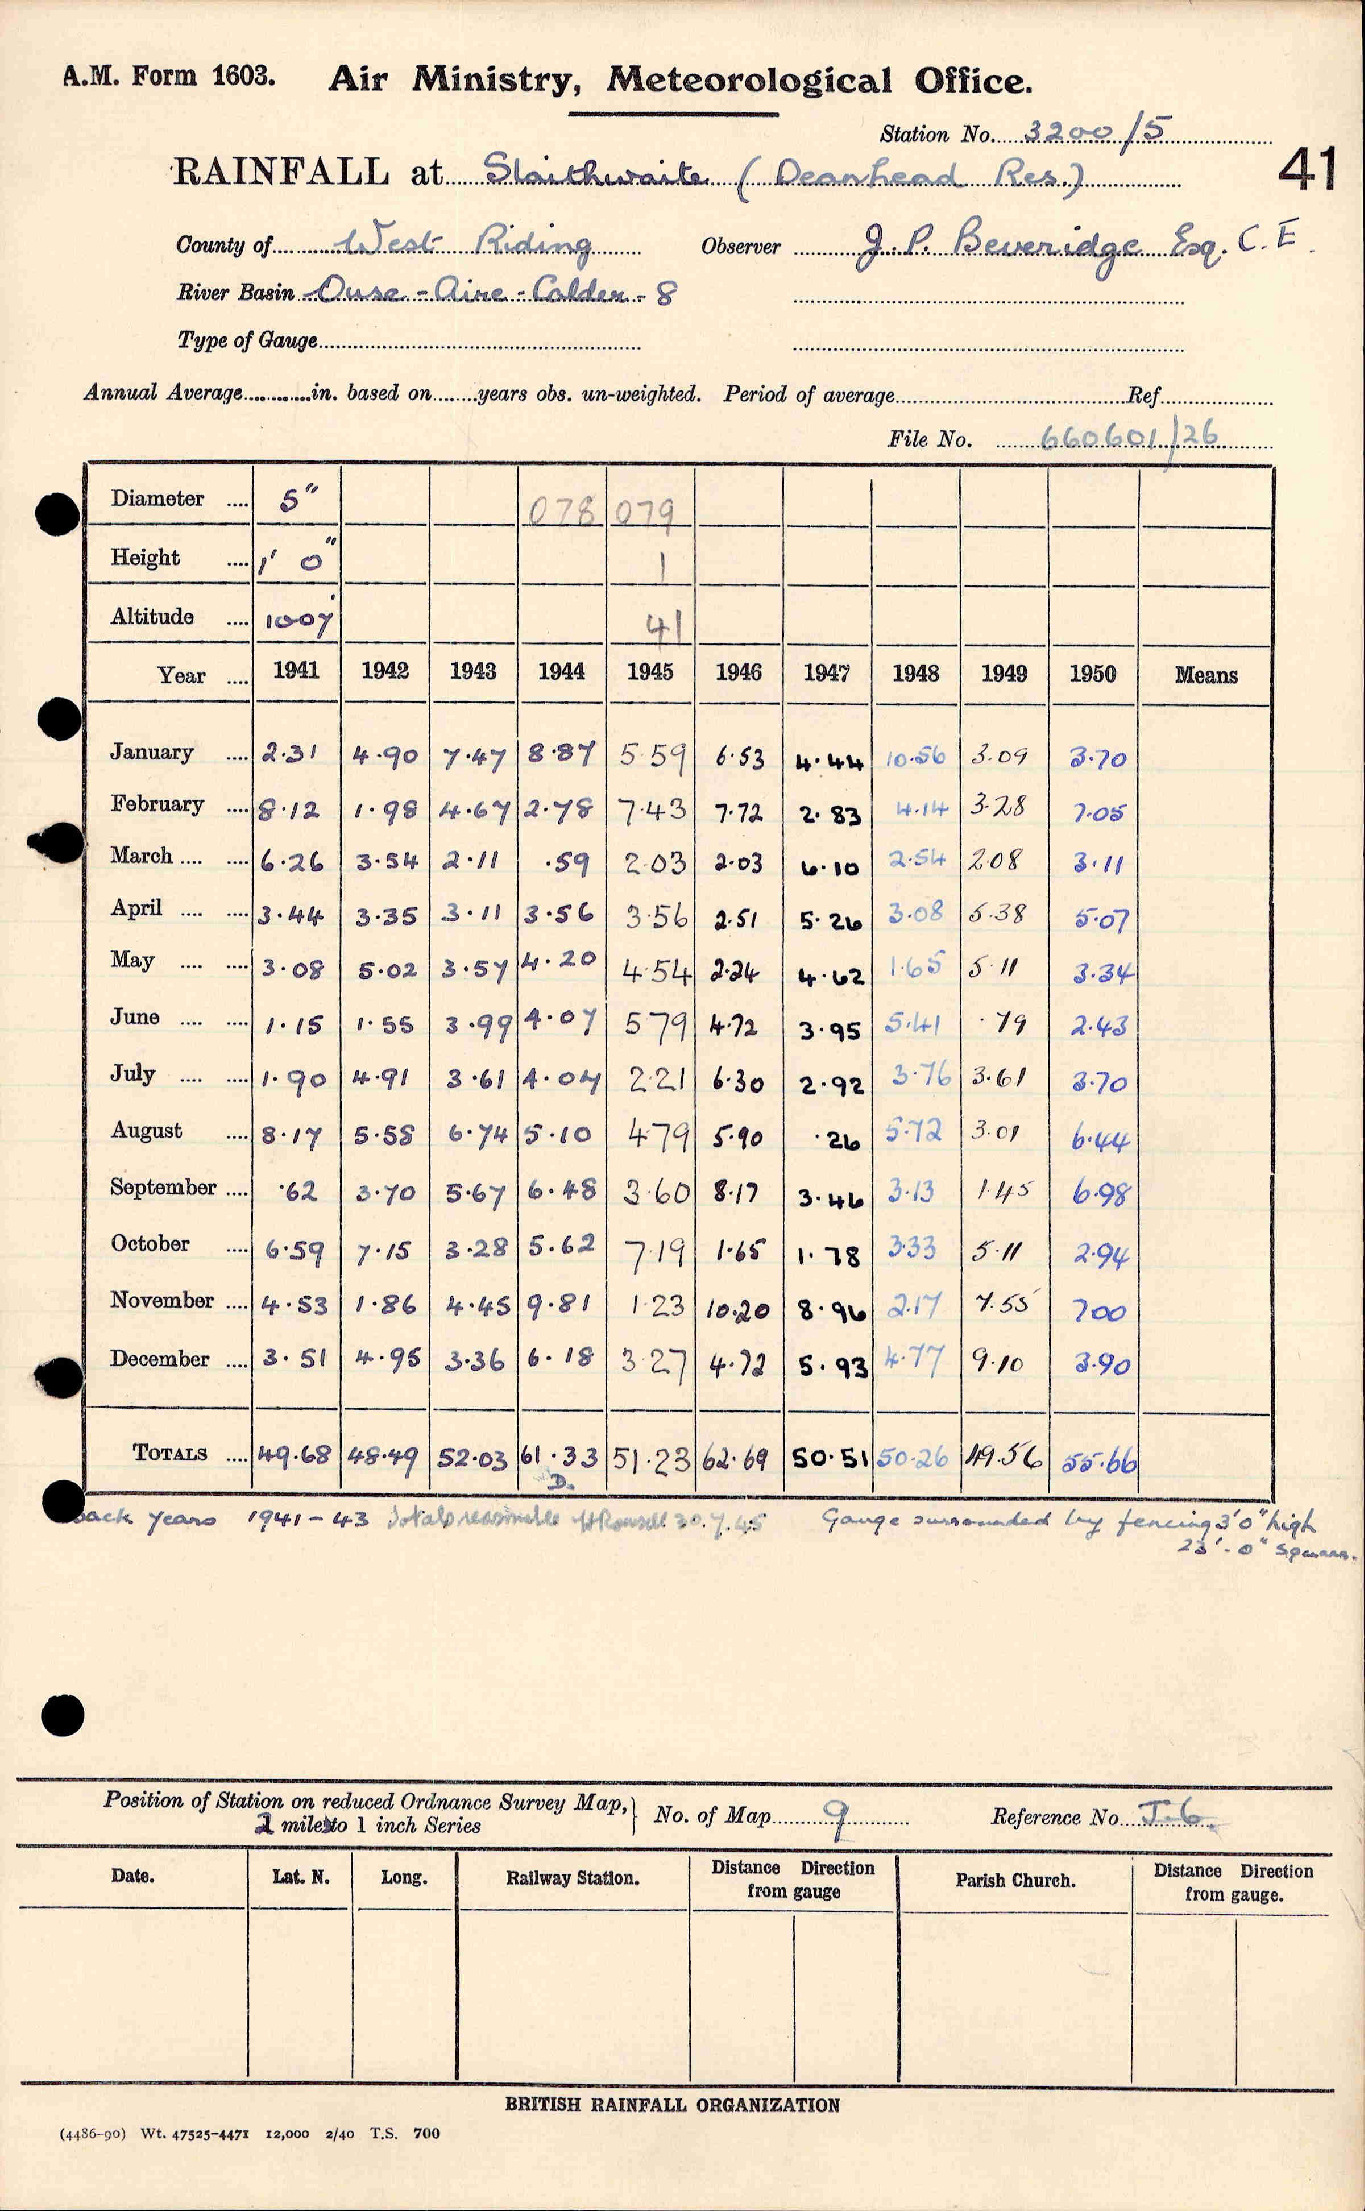 A.M. Form 1603. Air Ministry, Meteorological Office.
Station No. 3200/5
RAINFALL at Slaithwaite (Deanhead Res.) 41
County of West Riding Observer J. P. Beveridge Esq. C.E.
River Basin Ouse - Aire - Calder - 8
Type of Gauge
Annual Average in. based on years obs. un-weighted. Period of average Ref
File No. 660601/26
Diameter 5" 078 079
Height 1' 0" 1
Altitude 1007' 41
Year 1941 1942 1943 1944 1945 1946 1947 1948 1949 1950 Means
January 2.31 4.90 7.47 8.87 5.59 6.53 4.44 10.56 3.09 3.70
February 8.12 1.98 4.67 2.78 7.43 7.72 2.83 4.14 3.28 7.05
March 6.26 3.54 2.11 .59 2.03 2.03 6.10 2.54 2.08 3.11
April 3.44 3.35 3.11 3.56 3.56 2.51 5.26 3.08 5.38 5.07
May 3.08 5.02 3.57 4.20 4.54 2.24 4.62 1.65 5.11 3.34
June 1.15 1.55 3.99 4.07 5.79 4.72 3.95 5.41 .79 2.43
July 1.90 4.91 3.61 4.04 2.21 6.30 2.92 3.76 3.61 3.70
August 8.17 5.58 6.74 5.10 4.79 5.90 .26 5.72 3.01 6.44
September .62 3.70 5.67 6.48 3.60 8.17 3.46 3.13 1.45 6.98
October 6.59 7.15 3.28 5.62 7.19 1.65 1.78 3.33 5.11 2.94
November 4.53 1.86 4.45 9.81 1.23 10.20 8.96 2.17 7.55 7.00
December 3.51 4.95 3.36 6.18 3.27 4.72 5.93 4.77 9.10 3.90
TOTALS 49.68 48.49 52.03 61.33 51.23 62.69 50.51 50.26 49.56 55.66
D.
back years 1941-43 Totals reasonable 30.7.45 Gauge surrounded by fencing 3'0" high
23'-0" square.
Position of Station on reduced Ordnance Survey Map, No. of Map 9 Reference No. J.6.
2 miles to 1 inch Series
Date. Lat. N. Long. Railway Station. Distance Direction from gauge Parish Church. Distance Direction from gauge.
BRITISH RAINFALL ORGANIZATION
(4486-90) Wt. 47525-4471 12,000 2/40 T.S. 700